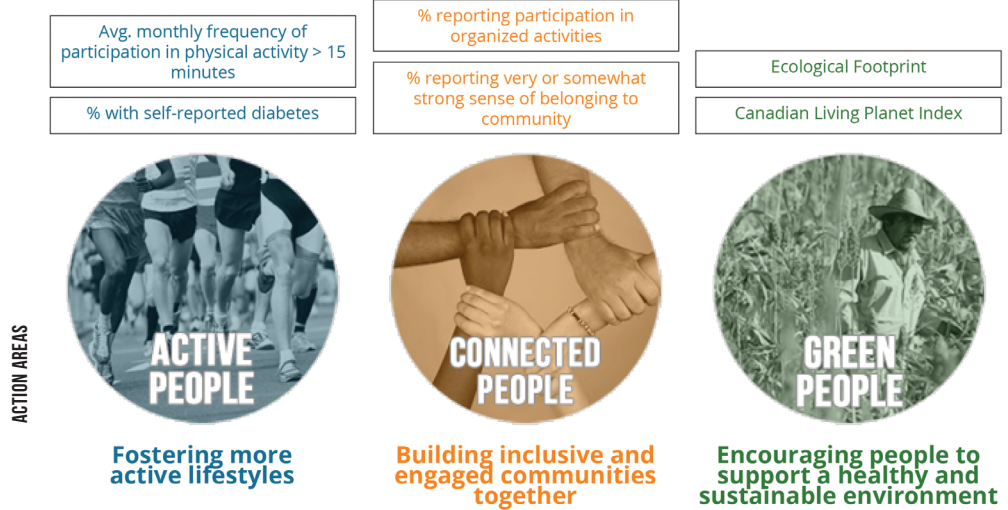 Avg. monthly frequency of
participation in physical activity > 15
minutes
% with self-reported diabetes
% reporting participation in
organized activities
% reporting very or somewhat
strong sense of belonging to
community
Ecological Footprint
Canadian Living Planet Index
ACTION AREAS
ACTIVE
PEOPLE
CONNECTED
PEOPLE
GREEN
PEOPLE
Fostering more
active lifestyles
Building inclusive and
engaged communities
together
Encouraging people to
support a healthy and
sustainable environment